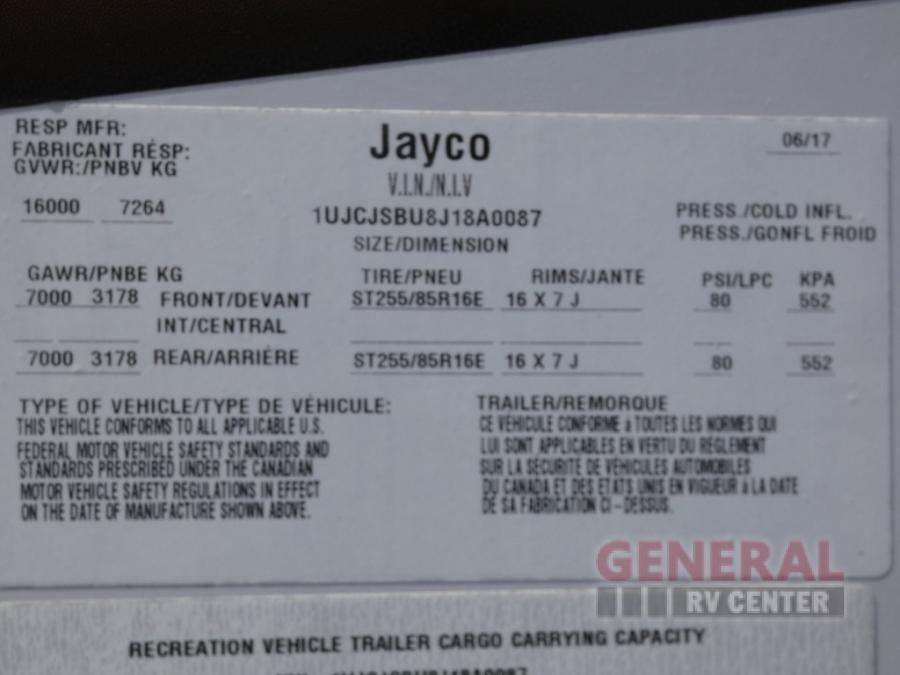 RESP MFR:
Jayco
06/17
FABRICANT RÉSP:
GVWR:/PNBV KG
V.I.N./N.I.V
16000 7264
1UJCJSBU8J18A0087
PRESS./COLD INFL.
SIZE/DIMENSION
PRESS./GONFL FROID
GAWR/PNBE KG TIRE/PNEU RIMS/JANTE PSI/LPC KPA
7000 3178 FRONT/DEVANT ST255/85R16E 16 X 7 J 80 552
INT/CENTRAL
7000 3178 REAR/ARRIÈRE ST255/85R16E 16 X 7 J 80 552
TYPE OF VEHICLE/TYPE DE VÉHICULE: TRAILER/REMORQUE
THIS VEHICLE CONFORMS TO ALL APPLICABLE U.S.
FEDERAL MOTOR VEHICLE SAFETY STANDARDS AND
STANDARDS PRESCRIBED UNDER THE CANADIAN
MOTOR VEHICLE SAFETY REGULATIONS IN EFFECT
ON THE DATE OF MANUFACTURE SHOWN ABOVE.
CE VÉHICULE CONFORME à TOUTES LES NORMES QUI
LUI SONT APPLICABLES EN VERTU DU RÈGLEMENT
SUR LA SÉCURITÉ DE VÉHICULES AUTOMOBILES
DU CANADA ET DES ÉTATS UNIS EN VIGUEUR à LA DATE
DE SA FABRICATION CI-DESSUS.
GENERAL
RV CENTER
RECREATION VEHICLE TRAILER CARGO CARRYING CAPACITY
1UJCJSBU8J18A0087